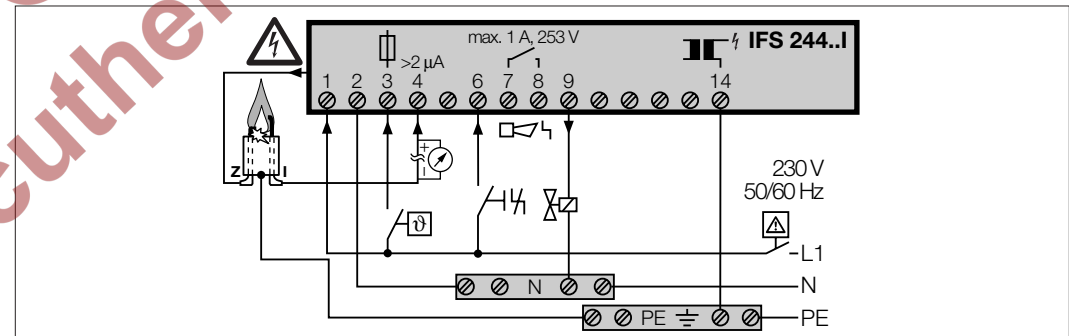 max. 1 A, 253 V
IFS 244..I
>2 µA
1 2 3 4 6 7 8 9 14
Z I
+
−
ϑ
230 V
50/60 Hz
L1
N N
PE PE
cuther